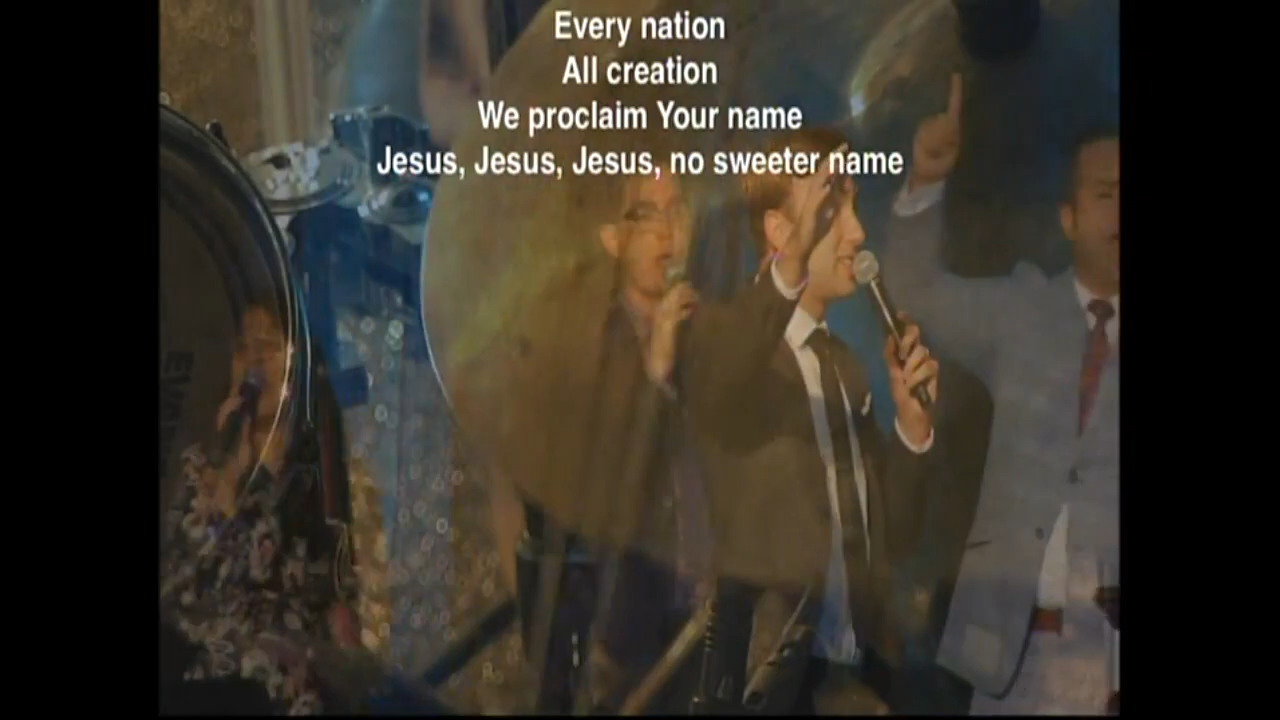 Every nation
All creation
We proclaim Your name
Jesus, Jesus, Jesus, no sweeter name